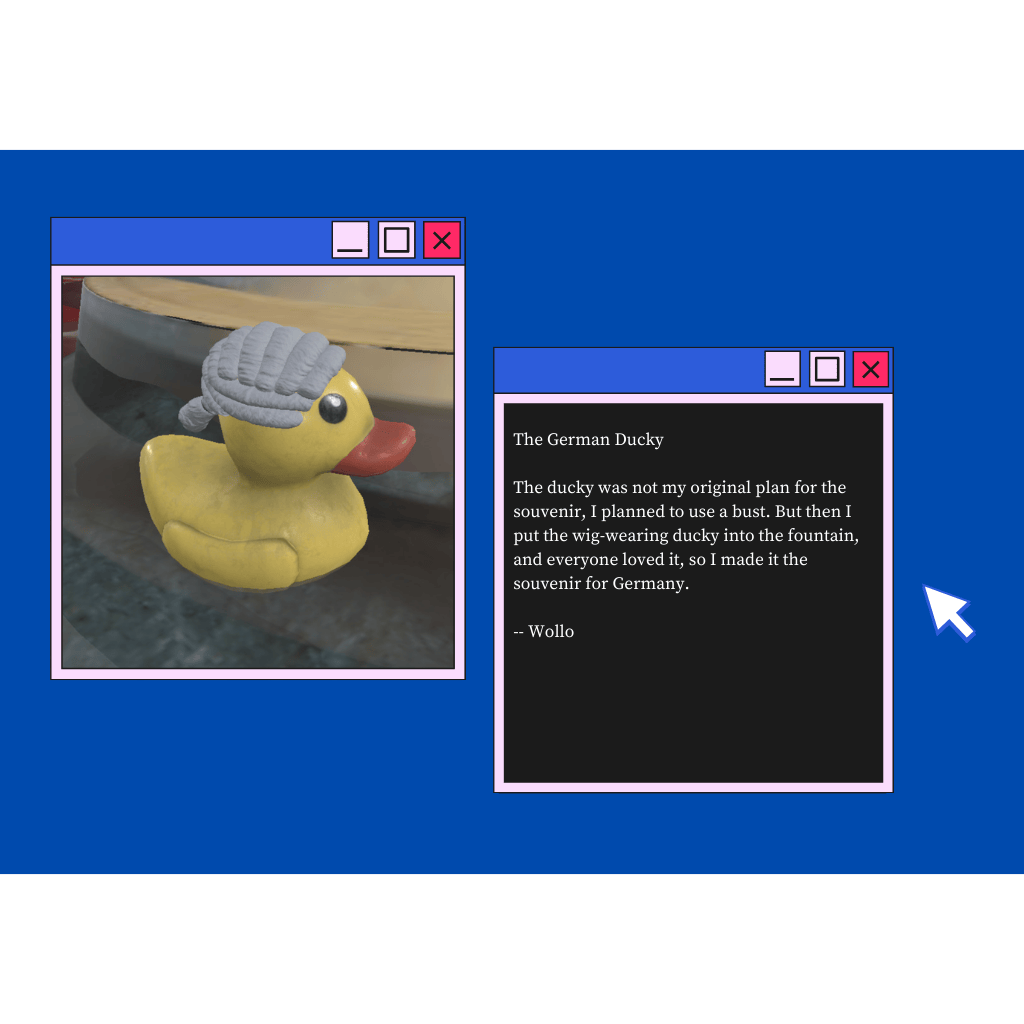 The German Ducky
The ducky was not my original plan for the
souvenir, I planned to use a bust. But then I
put the wig-wearing ducky into the fountain,
and everyone loved it, so I made it the
souvenir for Germany.
-- Wollo